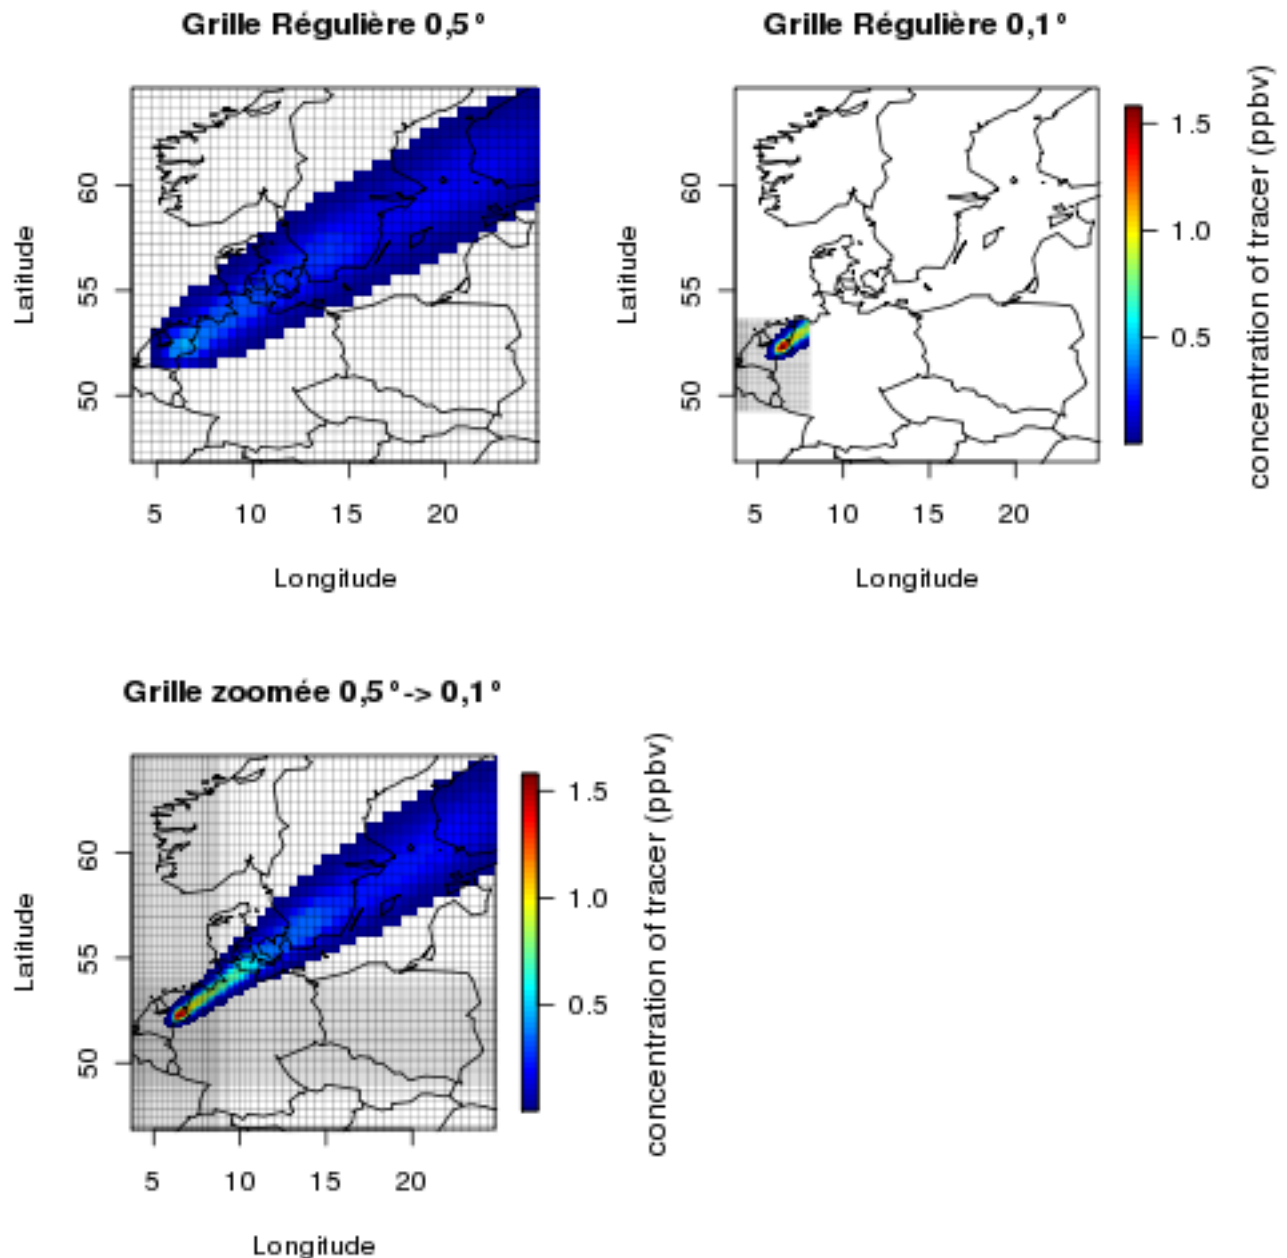 Grille Régulière 0,5°
Latitude
60
55
50
5 10 15 20
Longitude
Grille Régulière 0,1°
Latitude
60
55
50
5 10 15 20
Longitude
1.5
1.0
0.5
concentration of tracer (ppbv)
Grille zoomée 0,5°-> 0,1°
Latitude
60
55
50
5 10 15 20
Longitude
1.5
1.0
0.5
concentration of tracer (ppbv)